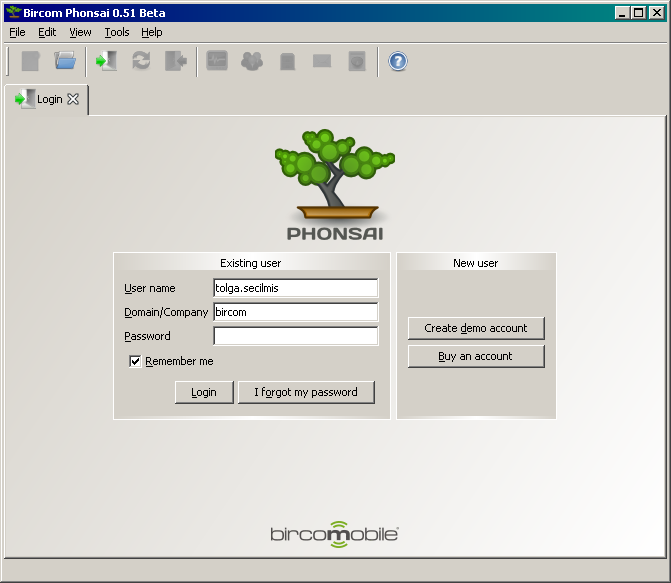 Bircom Phonsai 0.51 Beta
File Edit View Tools Help
Login
PHONSAI
Existing user
User name tolga.secilmis
Domain/Company bircom
Password
Remember me
Login I forgot my password
New user
Create demo account
Buy an account
bircomobile